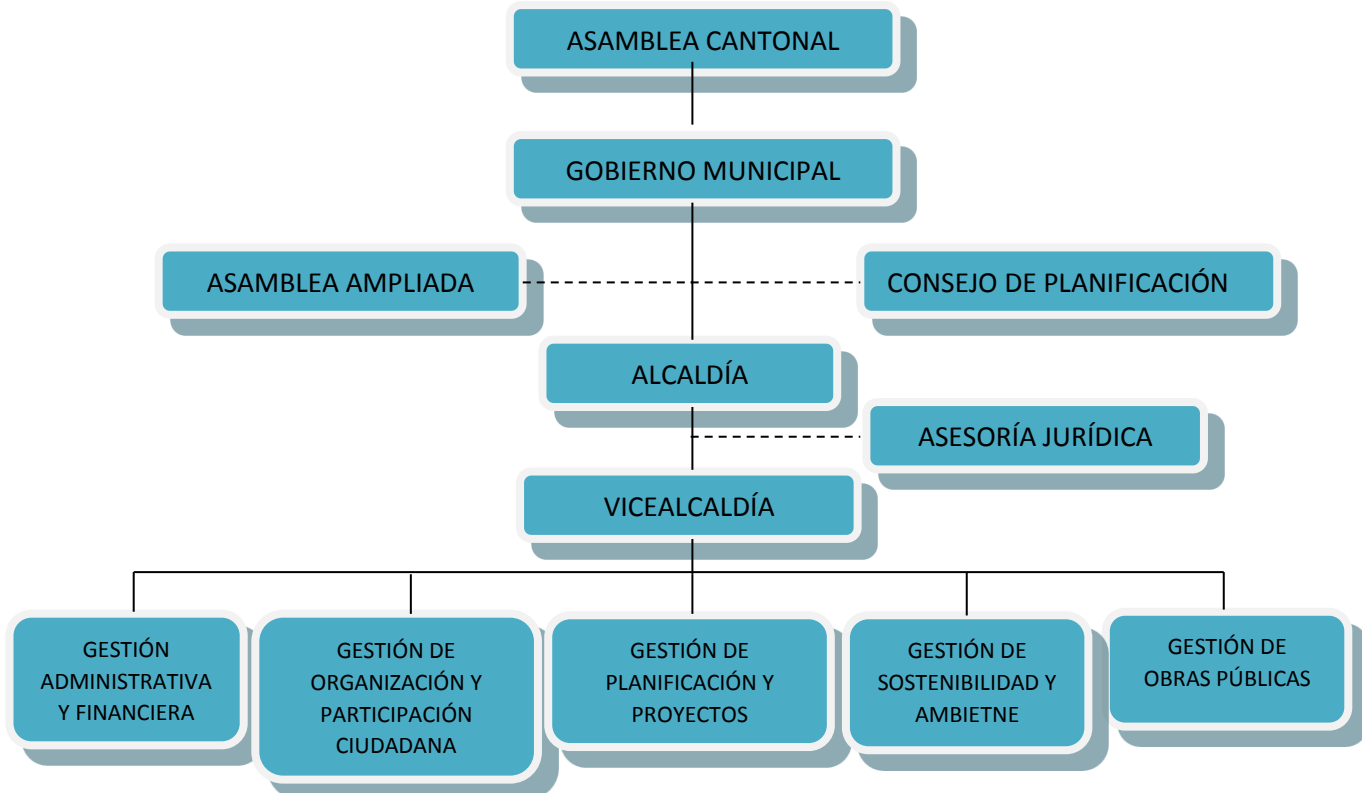 ASAMBLEA CANTONAL
GOBIERNO MUNICIPAL
ASAMBLEA AMPLIADA
CONSEJO DE PLANIFICACIÓN
ALCALDÍA
ASESORÍA JURÍDICA
VICEALCALDÍA
GESTIÓN
ADMINISTRATIVA
Y FINANCIERA
GESTIÓN DE
ORGANIZACIÓN Y
PARTICIPACIÓN
CIUDADANA
GESTIÓN DE
PLANIFICACIÓN Y
PROYECTOS
GESTIÓN DE
SOSTENIBILIDAD Y
AMBIETNE
GESTIÓN DE
OBRAS PÚBLICAS